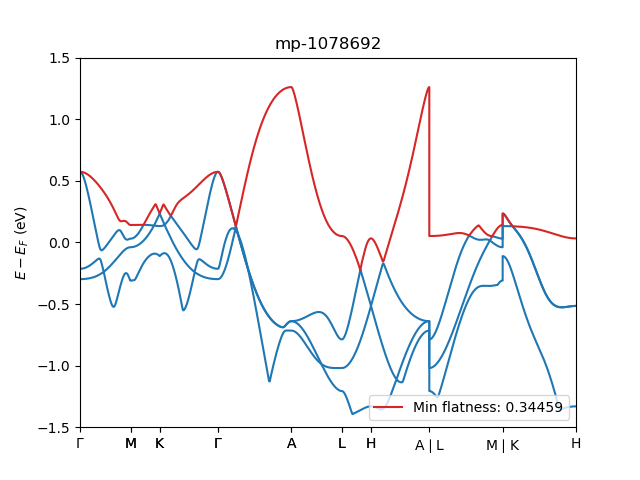 mp-1078692
E − E_F (eV)
1.5
1.0
0.5
0.0
−0.5
−1.0
−1.5
Min flatness: 0.34459
Γ M K Γ A L H A | L M | K H